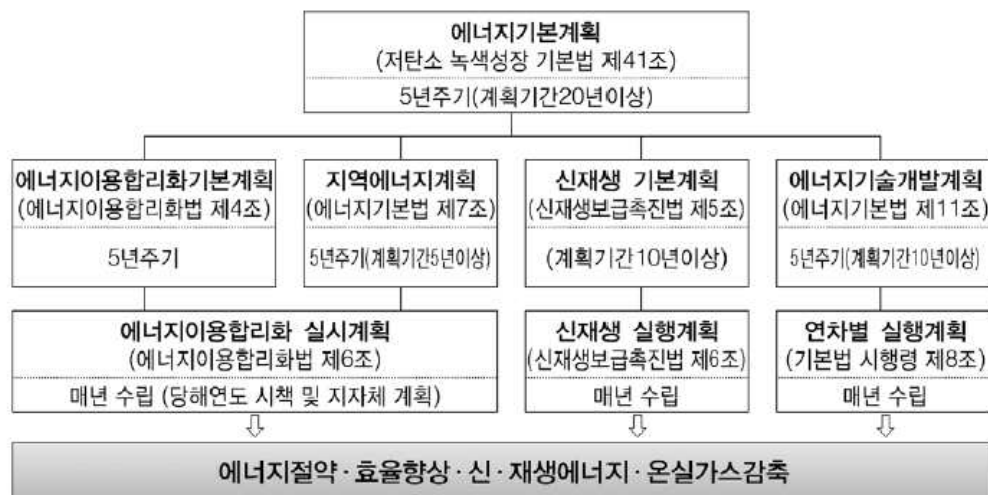 에너지기본계획
(저탄소 녹색성장 기본법 제41조)
5년주기(계획기간20년이상)
에너지이용합리화기본계획
(에너지이용합리화법 제4조)
5년주기
지역에너지계획
(에너지기본법 제7조)
5년주기(계획기간5년이상)
신재생 기본계획
(신재생보급촉진법 제5조)
(계획기간10년이상)
에너지기술개발계획
(에너지기본법 제11조)
5년주기(계획기간10년이상)
에너지이용합리화 실시계획
(에너지이용합리화법 제6조)
매년 수립 (당해연도 시책 및 지자체 계획)
신재생 실행계획
(신재생보급촉진법 제6조)
매년 수립
연차별 실행계획
(기본법 시행령 제8조)
매년 수립
에너지절약·효율향상·신·재생에너지·온실가스감축